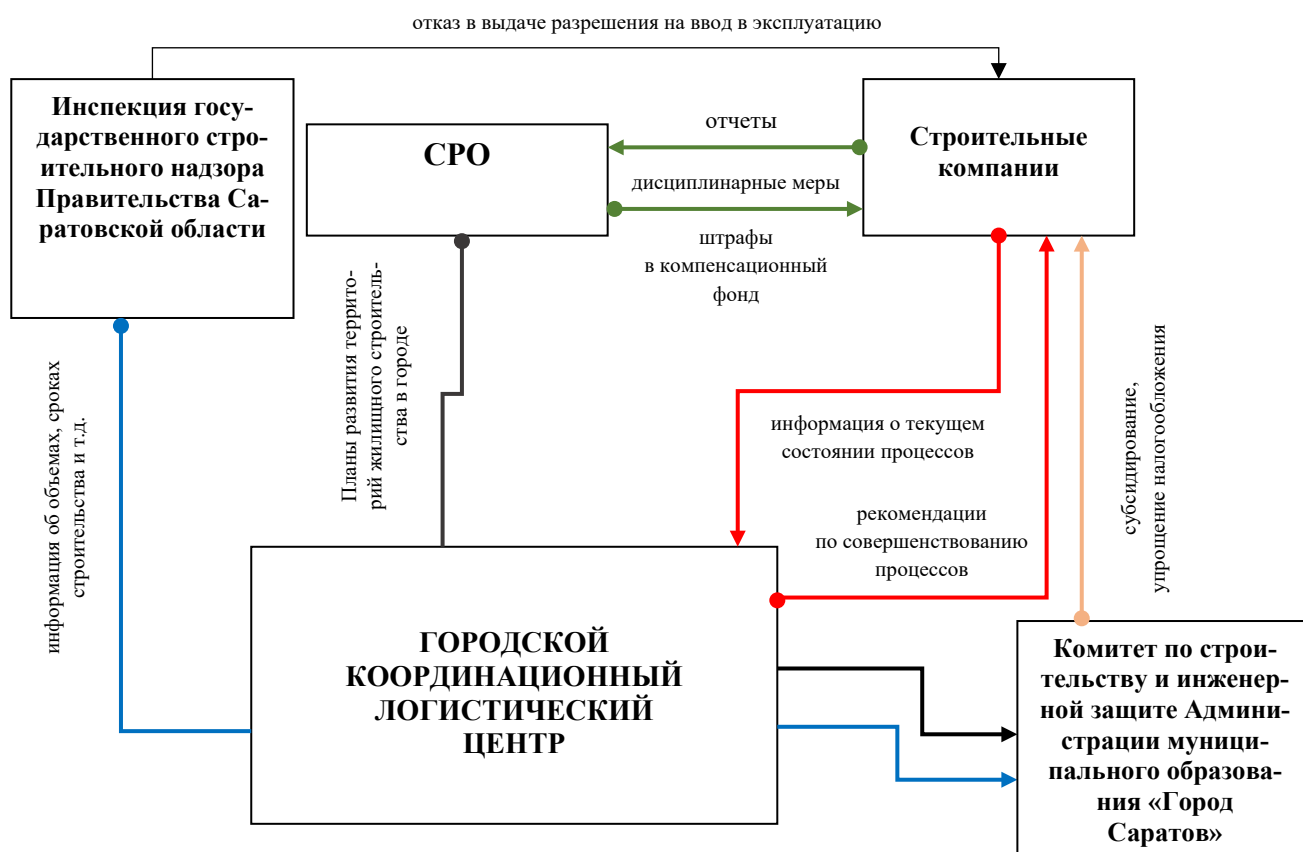 отказ в выдаче разрешения на ввод в эксплуатацию
Инспекция госу-
дарственного стро-
ительного надзора
Правительства Са-
ратовской области
СРО
отчеты
дисциплинарные меры
штрафы
в компенсационный
фонд
Строительные
компании
информация об объемах, сроках
строительства и т.д.
Планы развития террито-
рий жилищного строитель-
ства в городе
информация о текущем
состоянии процессов
рекомендации
по совершенствованию
процессов
субсидирование,
упрощение налогообложения
ГОРОДСКОЙ
КООРДИНАЦИОННЫЙ
ЛОГИСТИЧЕСКИЙ
ЦЕНТР
Комитет по строи-
тельству и инженер-
ной защите Админи-
страции муници-
пального образова-
ния «Город
Саратов»